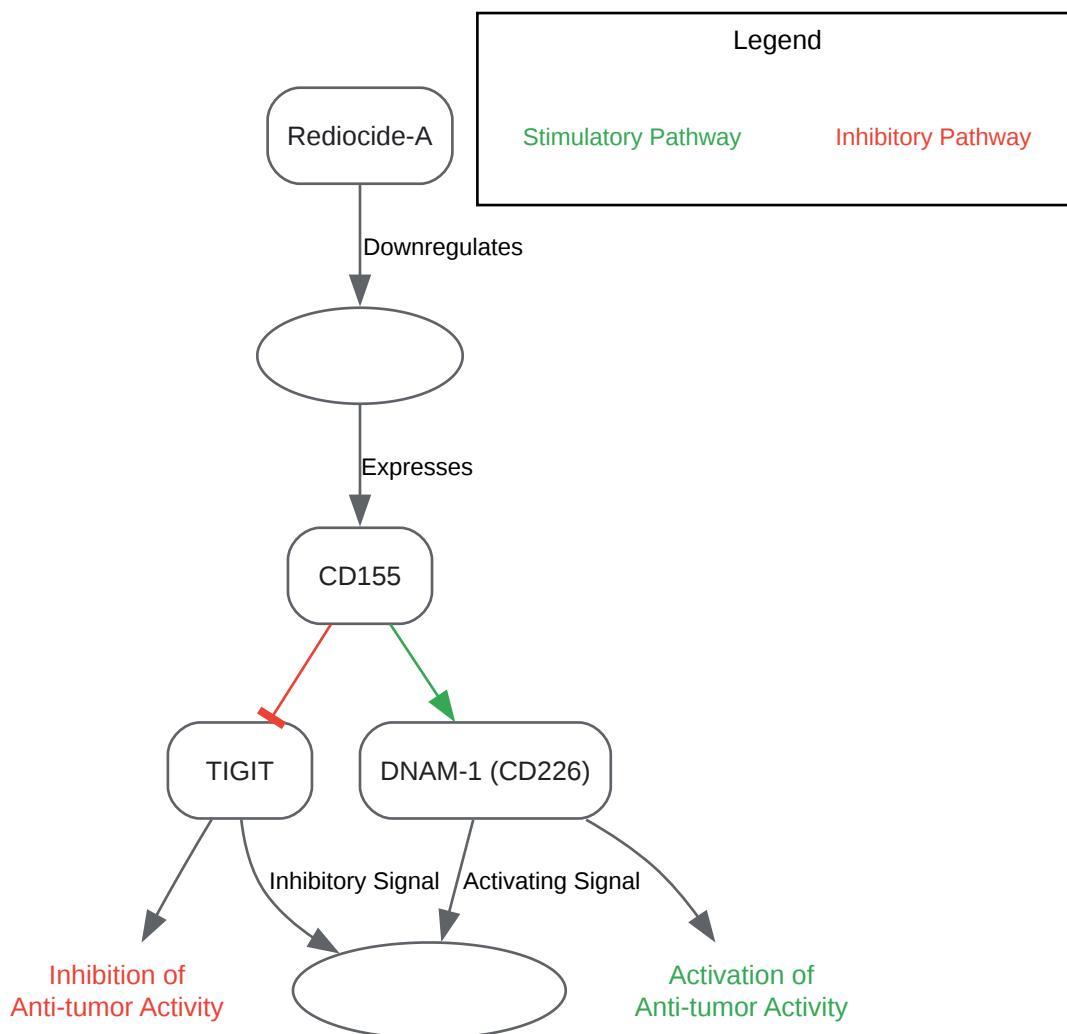 Legend
Rediocide-A
Stimulatory Pathway
Inhibitory Pathway
Downregulates
Expresses
CD155
TIGIT
DNAM-1 (CD226)
Inhibitory Signal
Activating Signal
Inhibition of
Anti-tumor Activity
Activation of
Anti-tumor Activity